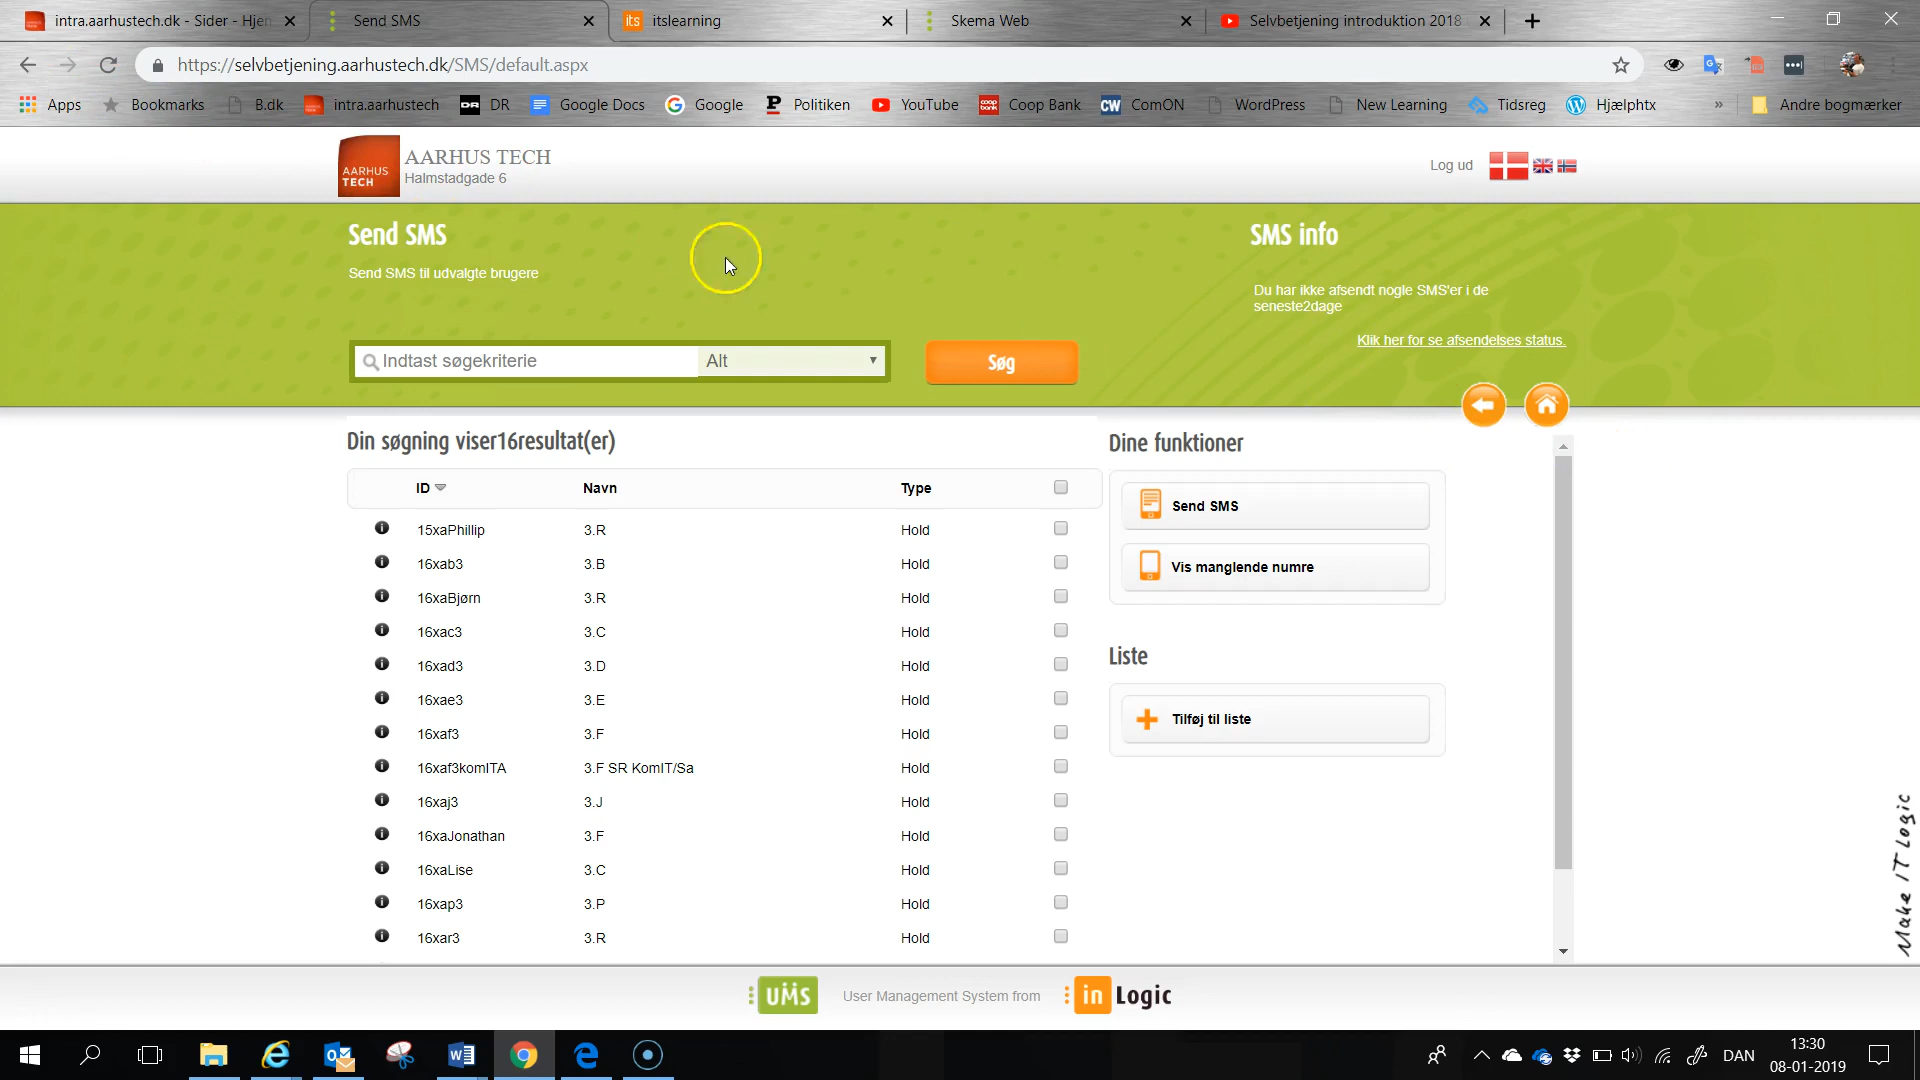 intra.aarhustech.dk - Sider - Hjen
Send SMS
its itslearning
Skema Web
Selvbetjening introduktion 2018
https://selvbetjening.aarhustech.dk/SMS/default.aspx
Apps Bookmarks B.dk intra.aarhustech DR DR Google Docs Google P Politiken YouTube coop bank Coop Bank CW ComON WordPress New Learning Tidsreg Hjælphtx » Andre bogmærker
AARHUS TECH
AARHUS TECH
Halmstadgade 6
Log ud
Send SMS
Send SMS til udvalgte brugere
SMS info
Du har ikke afsendt nogle SMS'er i de
seneste2dage
Klik her for se afsendelses status.
Indtast søgekriterie
Alt
Søg
Din søgning viser16resultat(er)
ID Navn Type
15xaPhillip 3.R Hold
16xab3 3.B Hold
16xaBjørn 3.R Hold
16xac3 3.C Hold
16xad3 3.D Hold
16xae3 3.E Hold
16xaf3 3.F Hold
16xaf3komITA 3.F SR KomIT/Sa Hold
16xaj3 3.J Hold
16xaJonathan 3.F Hold
16xaLise 3.C Hold
16xap3 3.P Hold
16xar3 3.R Hold
Dine funktioner
Send SMS
Vis manglende numre
Liste
Tilføj til liste
Make IT Logic
UMS User Management System from in Logic
DAN
13:30
08-01-2019